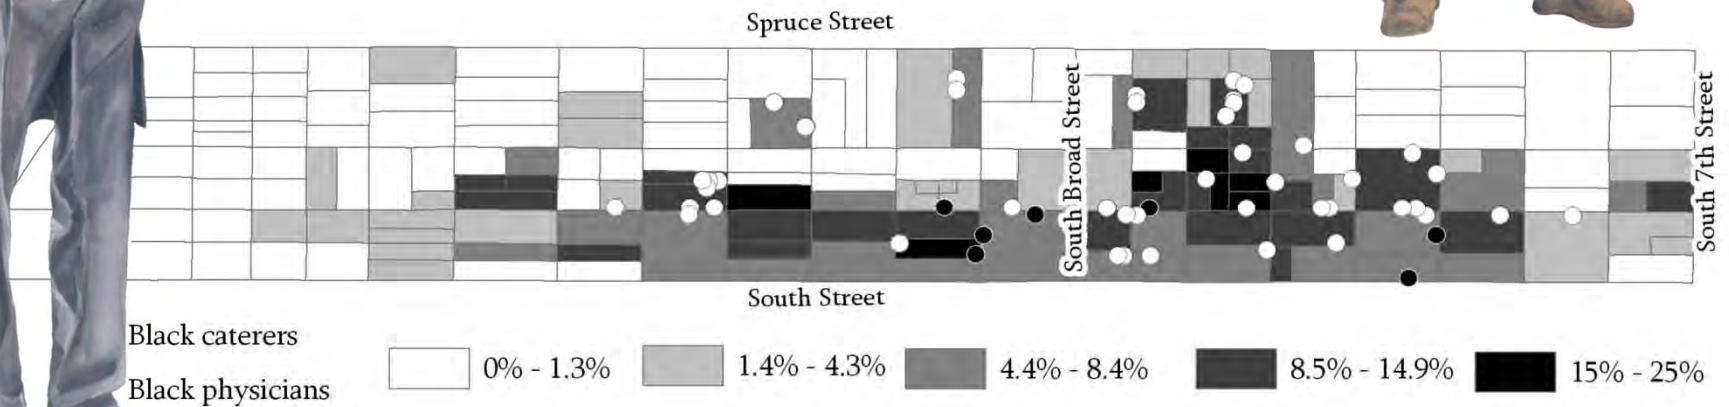 Spruce Street
South Broad Street
South 7th Street
South Street
Black caterers
Black physicians
0% - 1.3%
1.4% - 4.3%
4.4% - 8.4%
8.5% - 14.9%
15% - 25%